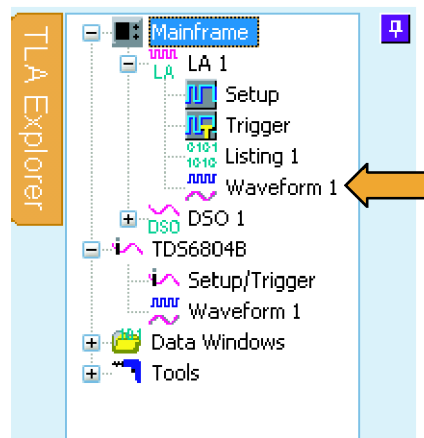 TLA Explorer
Mainframe
LA LA 1
Setup
Trigger
0101 1010 Listing 1
Waveform 1
DSO DSO 1
TDS6804B
Setup/Trigger
Waveform 1
Data Windows
Tools